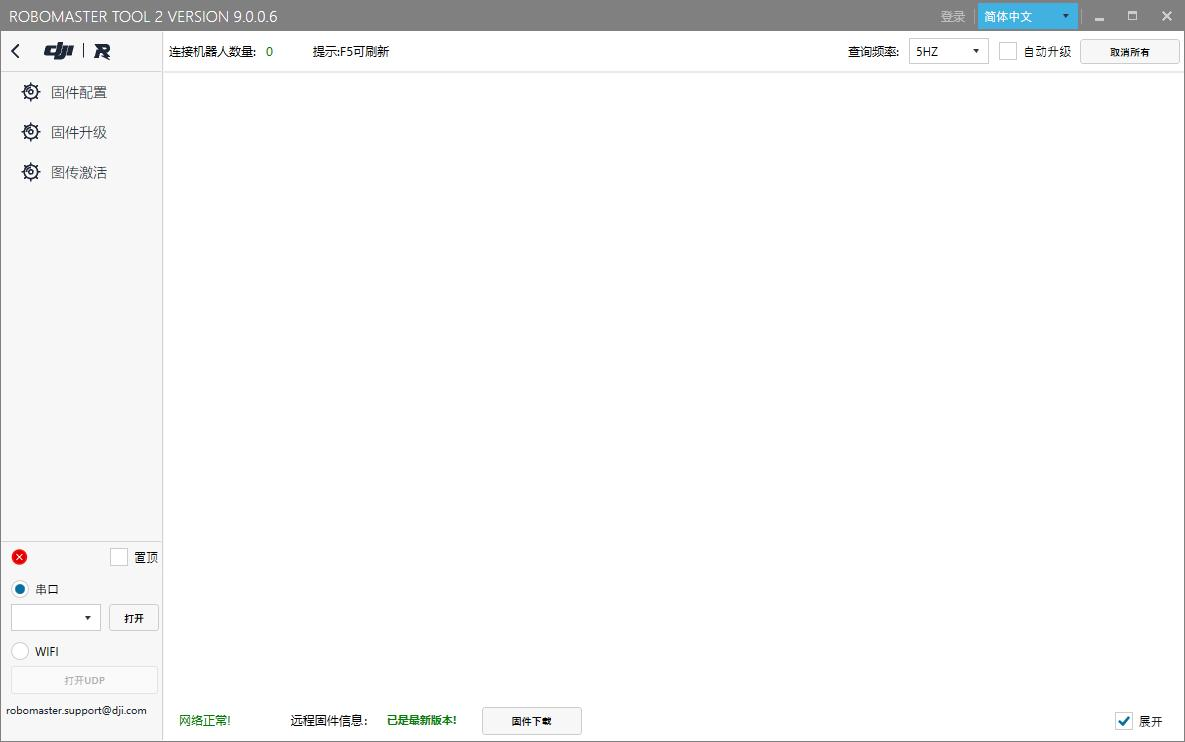 ROBOMASTER TOOL 2 VERSION 9.0.0.6 登录 简体中文
dji R 连接机器人数量: 0 提示:F5可刷新 查询频率: 5HZ 自动升级 取消所有
固件配置
固件升级
图传激活
置顶
串口
打开
WIFI
打开UDP
robomaster.support@dji.com
网络正常! 远程固件信息: 已是最新版本! 固件下载 展开